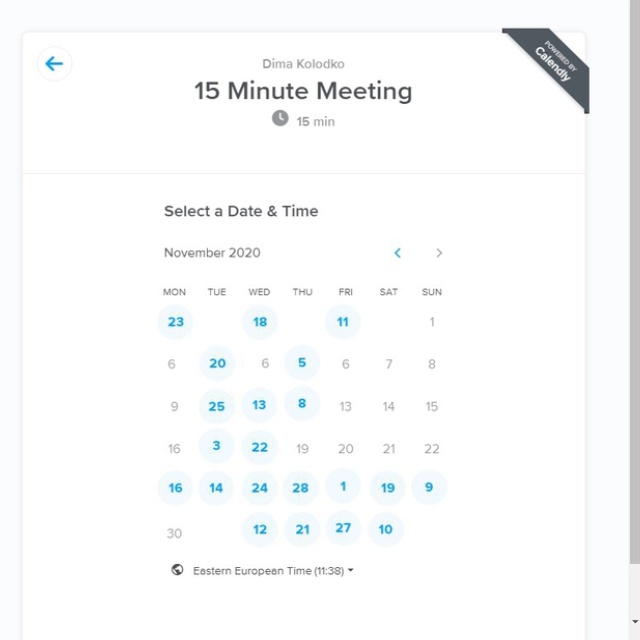 POWERED BY
Calendly
Dima Kolodko
15 Minute Meeting
15 min
Select a Date & Time
November 2020
MON TUE WED THU FRI SAT SUN
23 18 11 1
6 20 6 5 6 7 8
9 25 13 8 13 14 15
16 3 22 19 20 21 22
16 14 24 28 1 19 9
30 12 21 27 10
Eastern European Time (11:38)